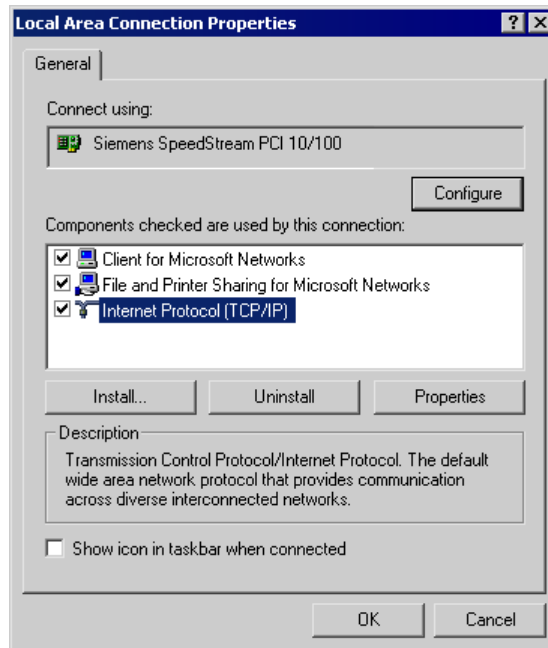 Local Area Connection Properties
General
Connect using:
Siemens SpeedStream PCI 10/100
Configure
Components checked are used by this connection:
Client for Microsoft Networks
File and Printer Sharing for Microsoft Networks
Internet Protocol (TCP/IP)
Install... Uninstall Properties
Description
Transmission Control Protocol/Internet Protocol. The default
wide area network protocol that provides communication
across diverse interconnected networks.
Show icon in taskbar when connected
OK Cancel